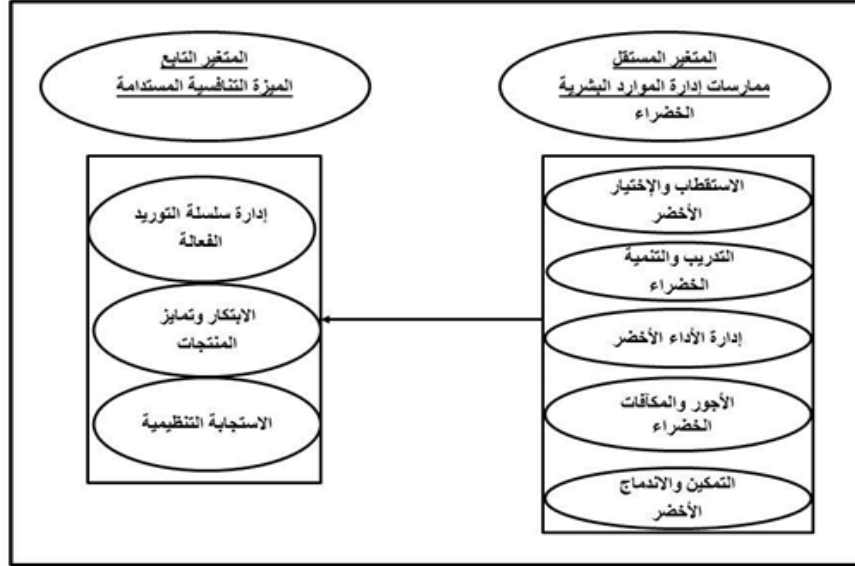 المتغير المستقل
ممارسات إدارة الموارد البشرية
الخضراء
الاستقطاب والإختيار
الأخضر
التدريب والتنمية
الخضراء
إدارة الأداء الأخضر
الأجور والمكآفات
الخضراء
التمكين والاندماج
الأخضر
المتغير التابع
الميزة التنافسية المستدامة
إدارة سلسلة التوريد
الفعالة
الابتكار وتمايز
المنتجات
الاستجابة التنظيمية